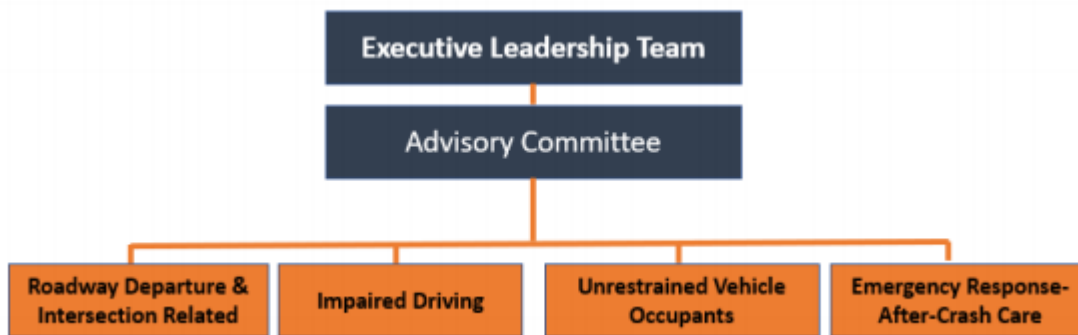 Executive Leadership Team
Advisory Committee
Roadway Departure &
Intersection Related
Impaired Driving
Unrestrained Vehicle
Occupants
Emergency Response-
After-Crash Care